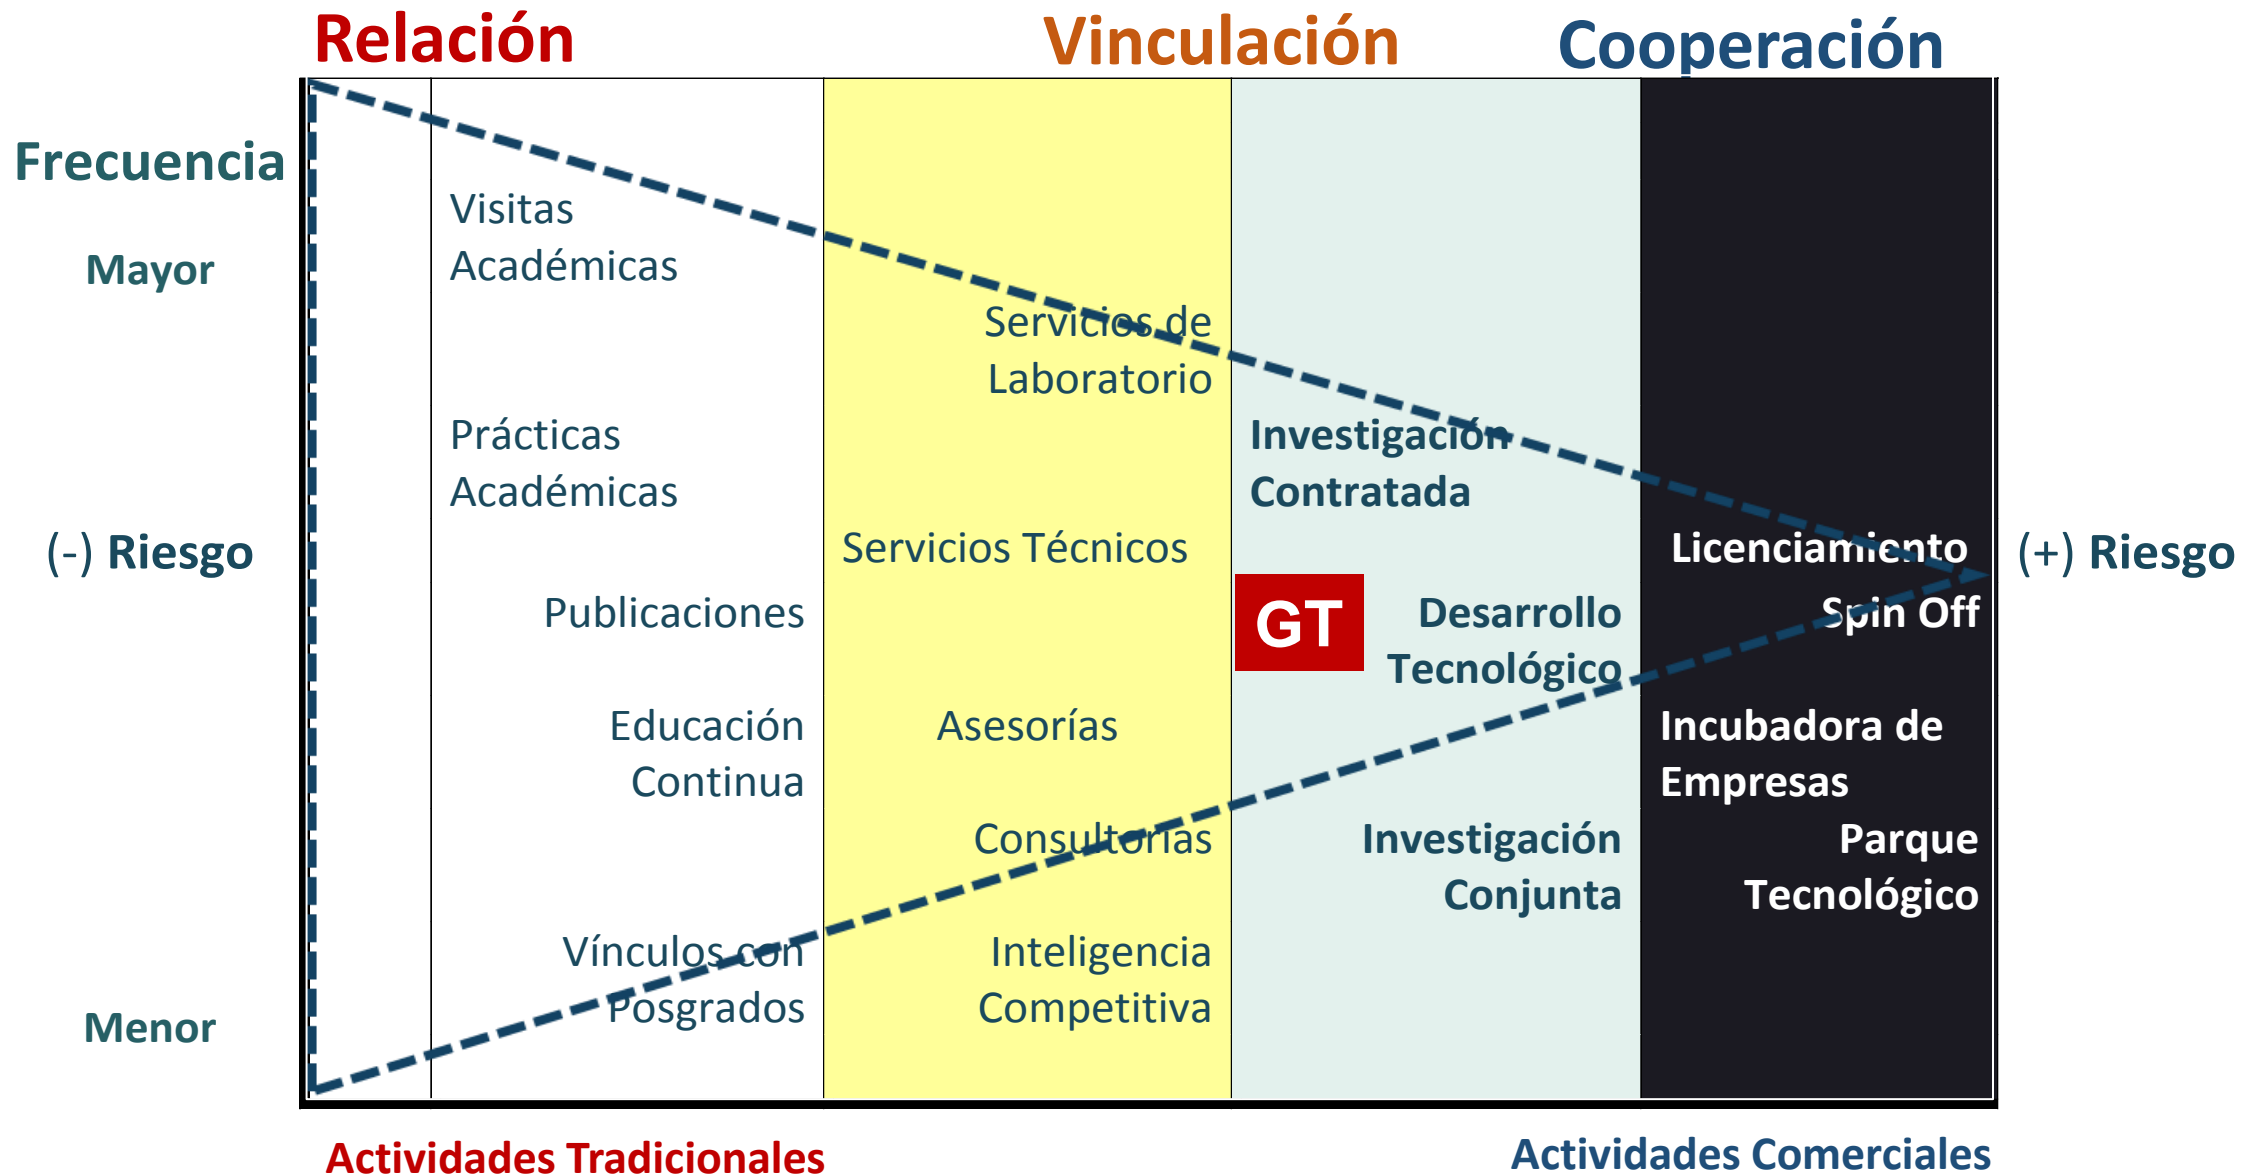 Relación
Vinculación
Cooperación
Frecuencia
Mayor
(-) Riesgo
Menor
Visitas
Académicas
Prácticas
Académicas
Publicaciones
Educación
Continua
Vínculos con
Posgrados
Servicios de
Laboratorio
Servicios Técnicos
Asesorías
Consultorías
Inteligencia
Competitiva
Investigación
Contratada
GT
Desarrollo
Tecnológico
Investigación
Conjunta
Licenciamiento
Spin Off
Incubadora de
Empresas
Parque
Tecnológico
(+) Riesgo
Actividades Tradicionales
Actividades Comerciales